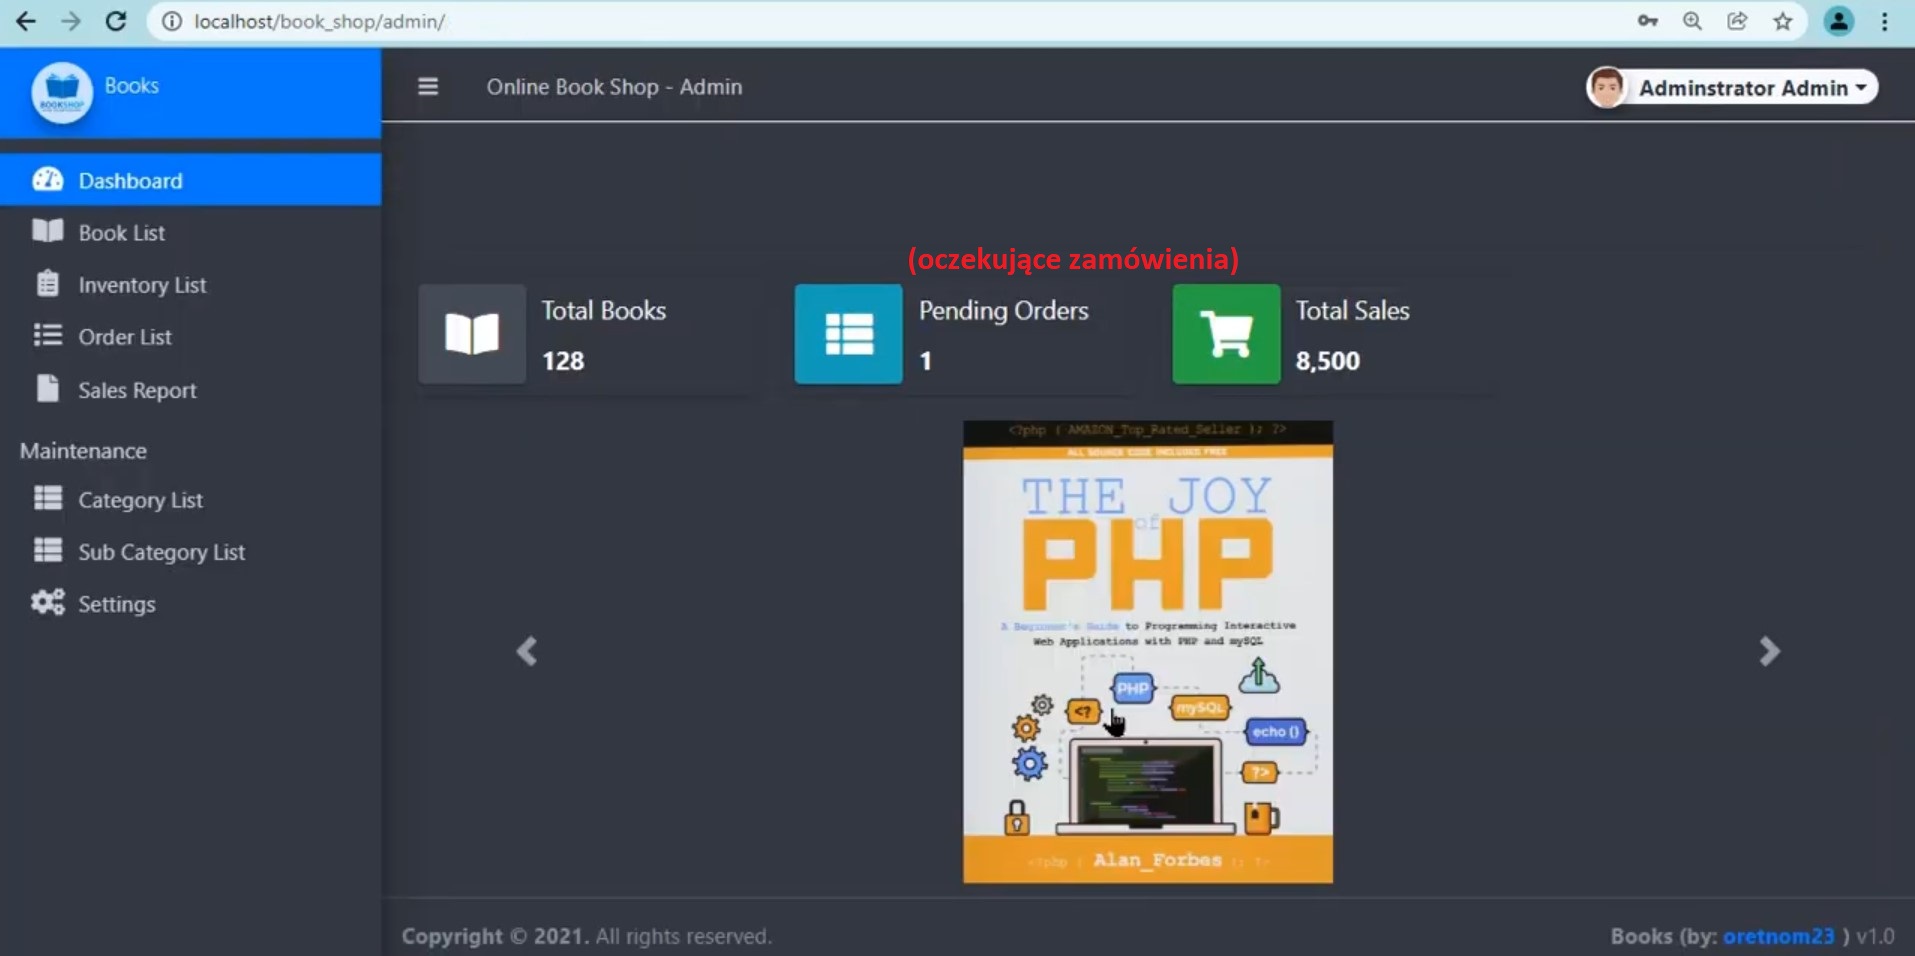 localhost/book_shop/admin/
Books
BOOKSHOP
Online Book Shop - Admin
Adminstrator Admin
Dashboard
Book List
Inventory List
Order List
Sales Report
Maintenance
Category List
Sub Category List
Settings
(oczekujące zamówienia)
Total Books
128
Pending Orders
1
Total Sales
8,500
<?php { AMAZON_Top_Rated_Seller }; ?>
ALL SOURCE CODE INCLUDED FREE
THE JOY
of
PHP
A Beginner's Guide to Programming Interactive
Web Applications with PHP and mySQL
PHP
<?
mySQL
echo ()
?>
<?php { Alan_Forbes }; ?>
Copyright © 2021. All rights reserved.
Books (by: oretnom23 ) v1.0